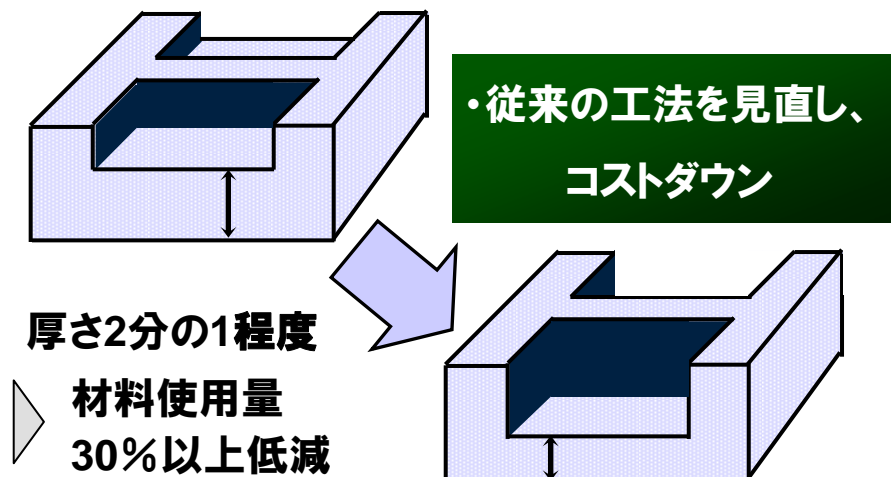 ・従来の工法を見直し、
コストダウン
厚さ2分の1程度
材料使用量
30％以上低減